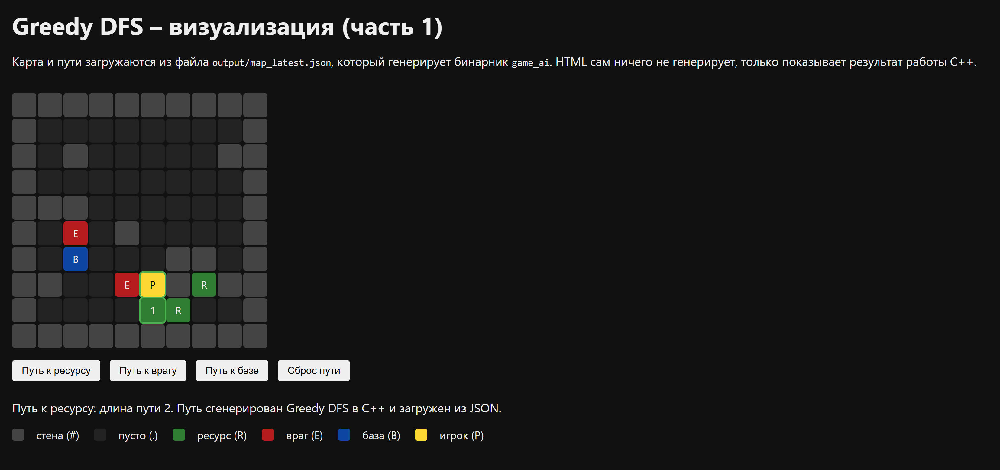 Greedy DFS – визуализация (часть 1)
Карта и пути загружаются из файла output/map_latest.json, который генерирует бинарник game_ai. HTML сам ничего не генерирует, только показывает результат работы C++.
E
B
E P R
1 R
Путь к ресурсу Путь к врагу Путь к базе Сброс пути
Путь к ресурсу: длина пути 2. Путь сгенерирован Greedy DFS в C++ и загружен из JSON.
стена (#) пусто (.) ресурс (R) враг (E) база (B) игрок (P)